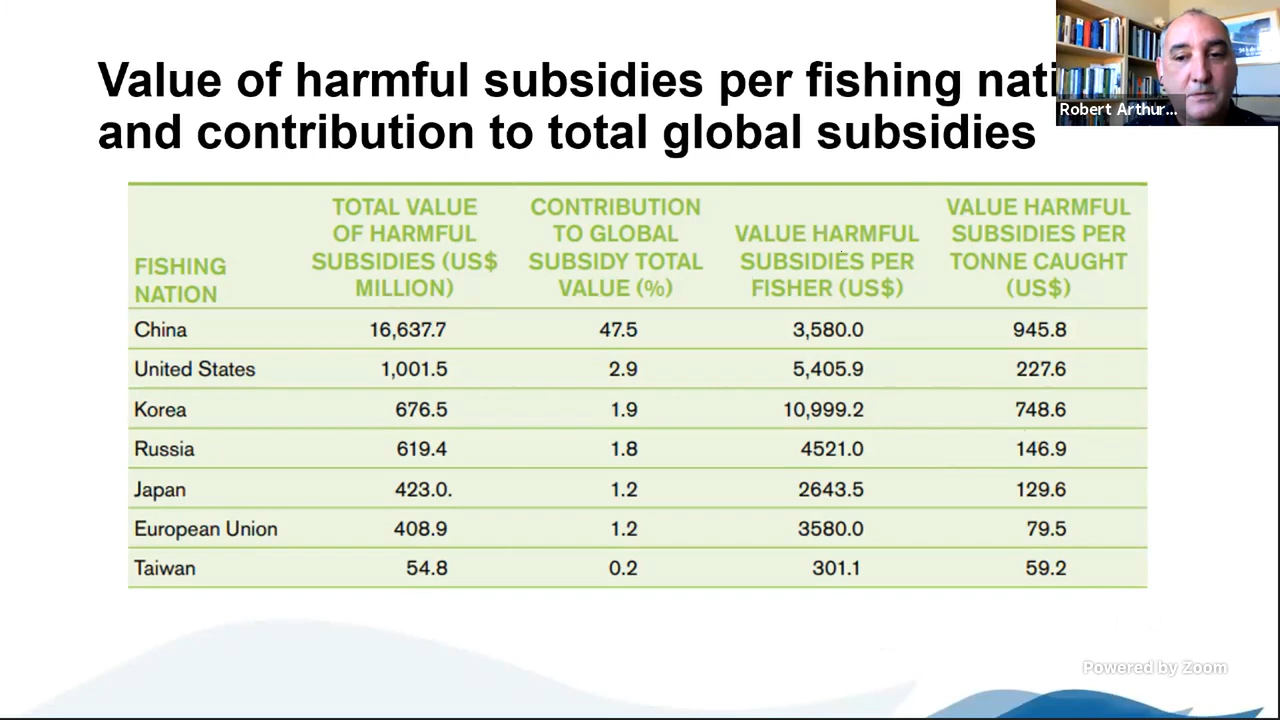 Value of harmful subsidies per fishing nati
and contribution to total global subsidies
Robert Arthur...
FISHING NATION | TOTAL VALUE OF HARMFUL SUBSIDIES (US$ MILLION) | CONTRIBUTION TO GLOBAL SUBSIDY TOTAL VALUE (%) | VALUE HARMFUL SUBSIDIES PER FISHER (US$) | VALUE HARMFUL SUBSIDIES PER TONNE CAUGHT (US$)
China 16,637.7 47.5 3,580.0 945.8
United States 1,001.5 2.9 5,405.9 227.6
Korea 676.5 1.9 10,999.2 748.6
Russia 619.4 1.8 4521.0 146.9
Japan 423.0. 1.2 2643.5 129.6
European Union 408.9 1.2 3580.0 79.5
Taiwan 54.8 0.2 301.1 59.2
Powered by Zoom